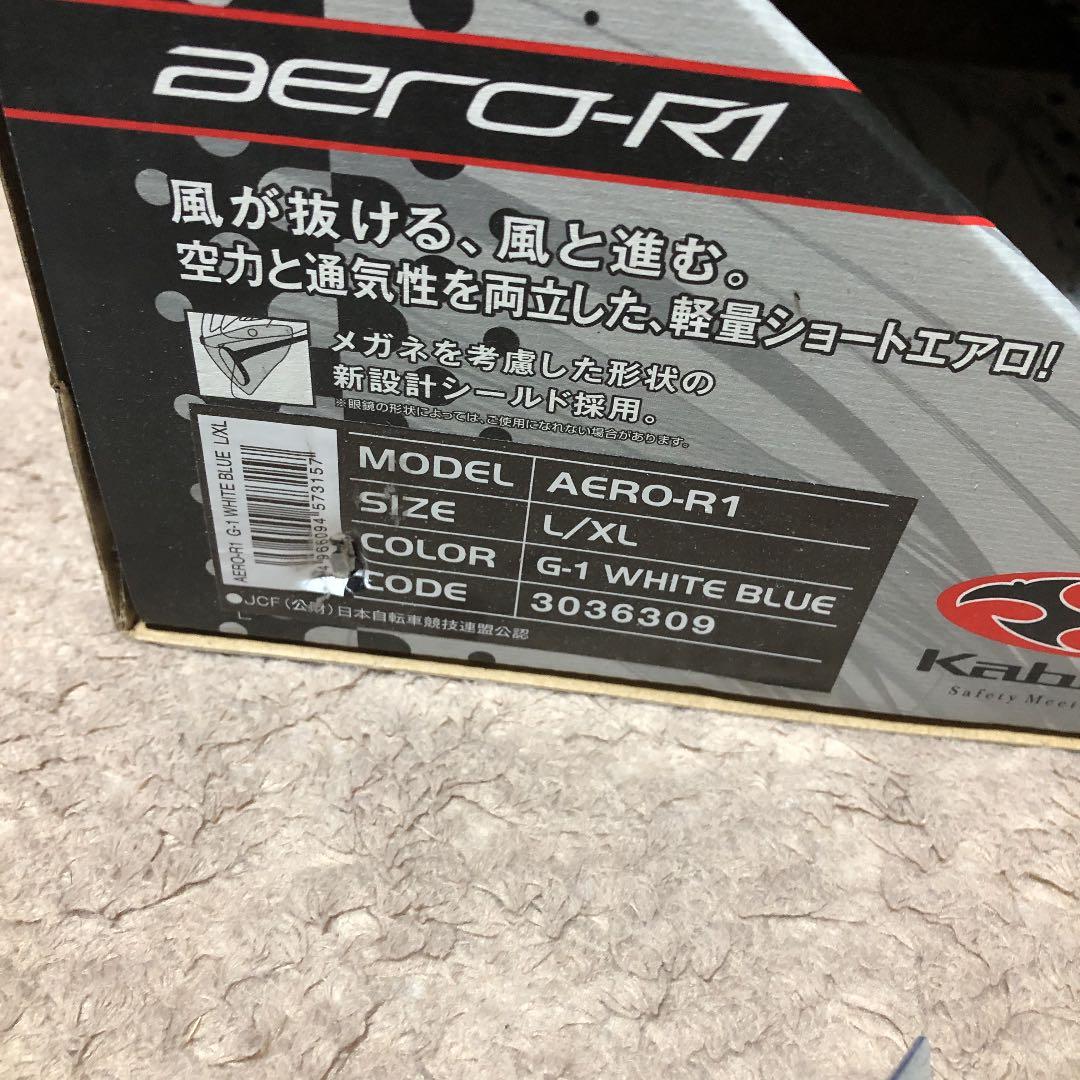 aero-R1
風が抜ける、風と進む。
空力と通気性を両立した、軽量ショートエアロ!
メガネを考慮した形状の
新設計シールド採用。
※眼鏡の形状によっては、ご使用になれない場合があります。
AERO-R1 G-1 WHITE BLUE L/XL
4 966094 573157
MODEL AERO-R1
SIZE L/XL
COLOR G-1 WHITE BLUE
CODE 3036309
●JCF(公財)日本自転車競技連盟公認
Safety Meet